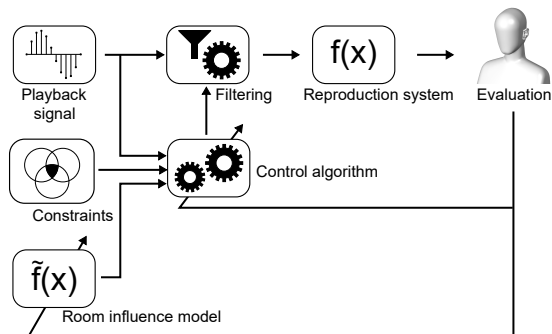 f(x)
Playback
signal
Filtering
Reproduction system
Evaluation
Control algorithm
Constraints
f̃(x)
Room influence model